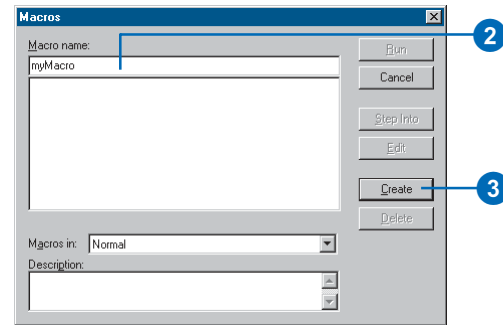 Macros
Macro name:
myMacro
Run
Cancel
Step Into
Edit
Create
Delete
Macros in: Normal
Description:
2
3